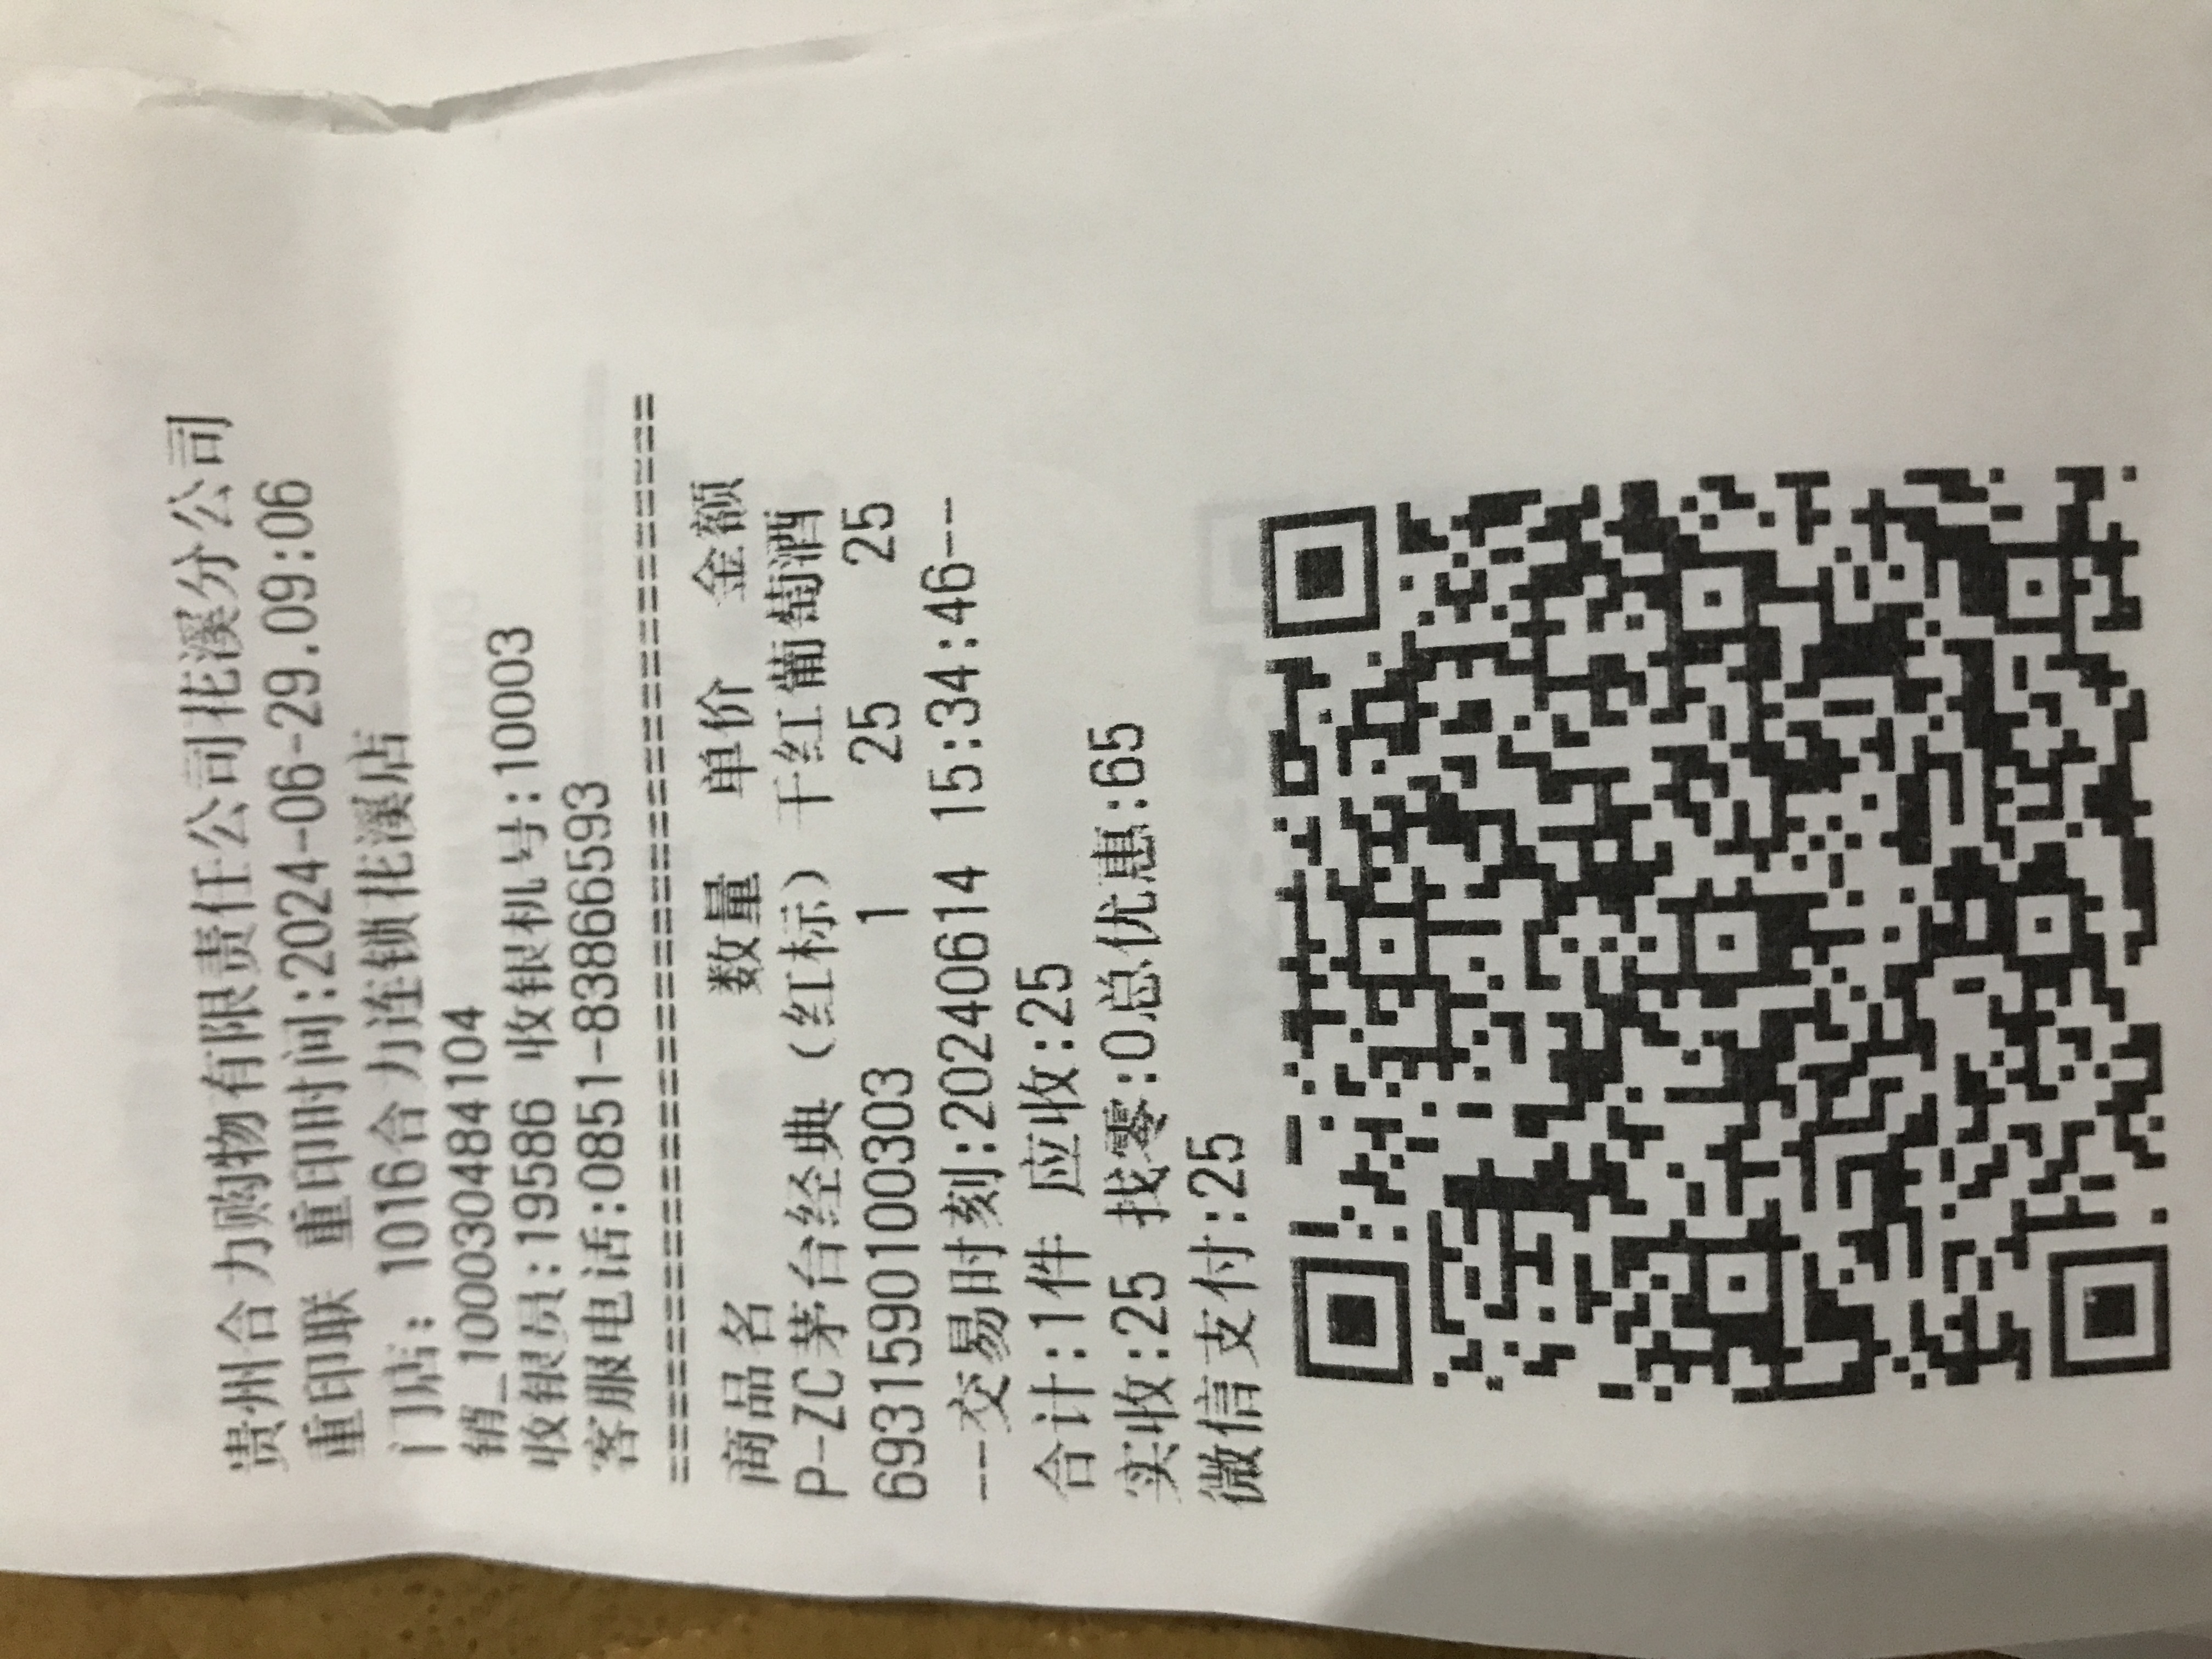 贵州合力购物有限责任公司花溪分公司
重印联 重印时间:2024-06-29.09:06
门店: 1016合力连锁花溪店
销_100030484104
收银员:19586 收银机号:10003
客服电话:0851-83866593
================================================
商品名 数量 单价 金额
P-ZC茅台经典（红标）干红葡萄酒
6931590100303 1 25 25
--交易时刻:20240614 15:34:46--
合计:1件 应收:25
实收:25 找零:0总优惠:65
微信支付:25